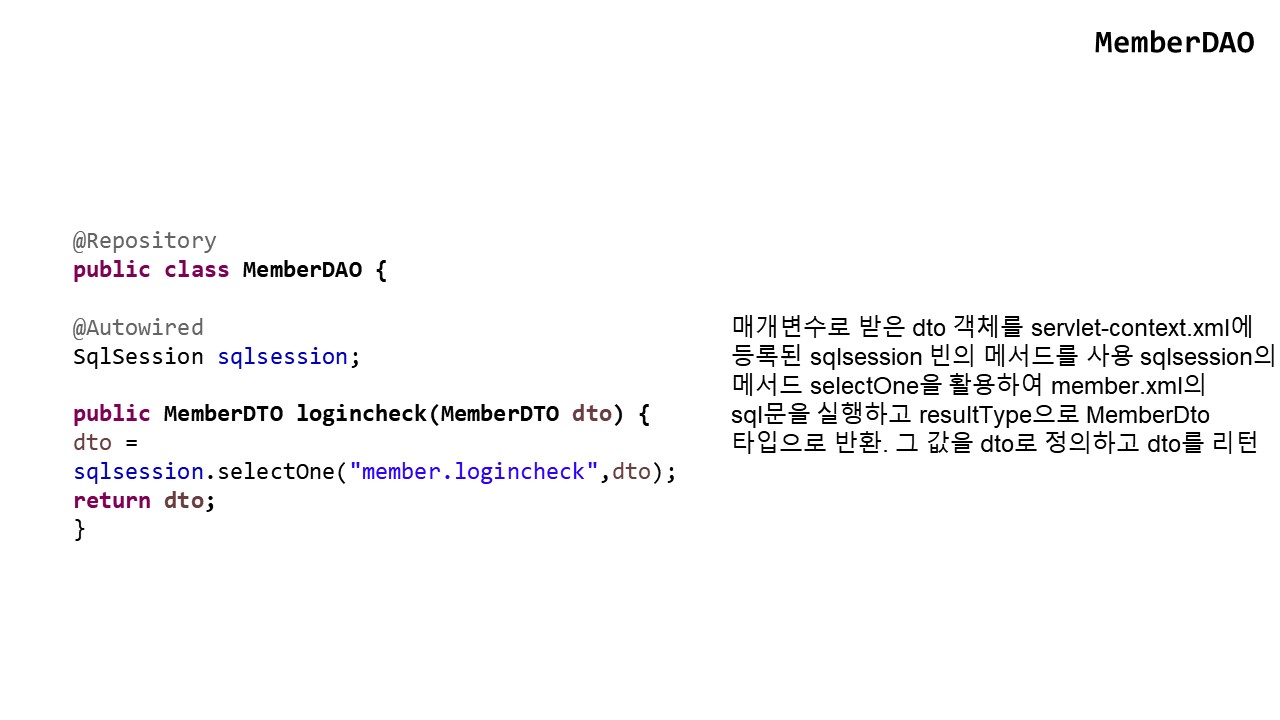 MemberDAO
@Repository
public class MemberDAO {
@Autowired
SqlSession sqlsession;
public MemberDTO logincheck(MemberDTO dto) {
dto =
sqlsession.selectOne("member.logincheck",dto);
return dto;
}
매개변수로 받은 dto 객체를 servlet-context.xml에
등록된 sqlsession 빈의 메서드를 사용 sqlsession의
메서드 selectOne을 활용하여 member.xml의
sql문을 실행하고 resultType으로 MemberDto
타입으로 반환. 그 값을 dto로 정의하고 dto를 리턴